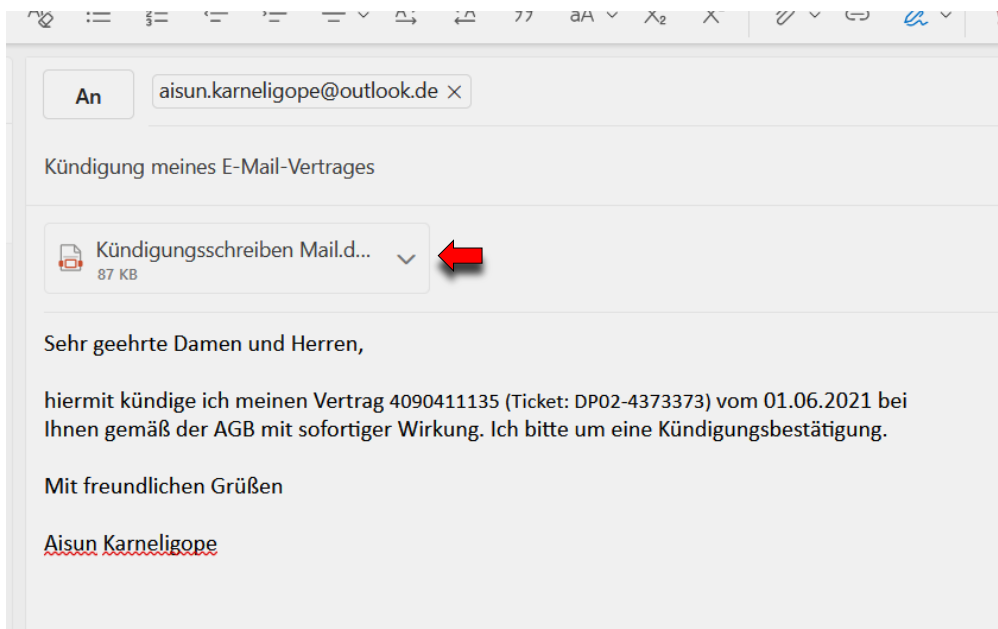 An
aisun.karneligope@outlook.de
Kündigung meines E-Mail-Vertrages
Kündigungsschreiben Mail.d...
87 KB
Sehr geehrte Damen und Herren,
hiermit kündige ich meinen Vertrag 4090411135 (Ticket: DP02-4373373) vom 01.06.2021 bei
Ihnen gemäß der AGB mit sofortiger Wirkung. Ich bitte um eine Kündigungsbestätigung.
Mit freundlichen Grüßen
Aisun Karneligope